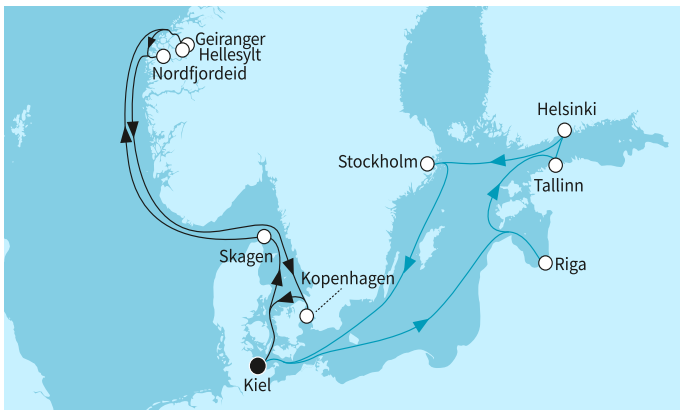 Geiranger
Hellesylt
Nordfjordeid
Helsinki
Stockholm
Tallinn
Skagen
Riga
Kopenhagen
Kiel